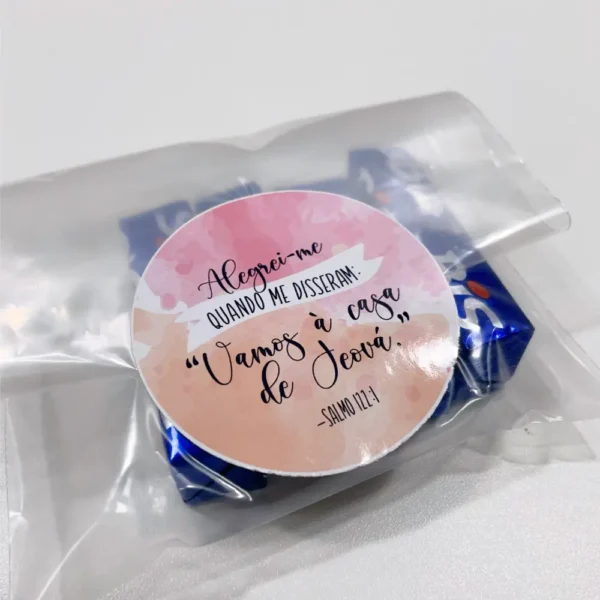 Alegrei-me
QUANDO ME DISSERAM:
“Vamos à casa
de Jeová.”
–SALMO 122:1